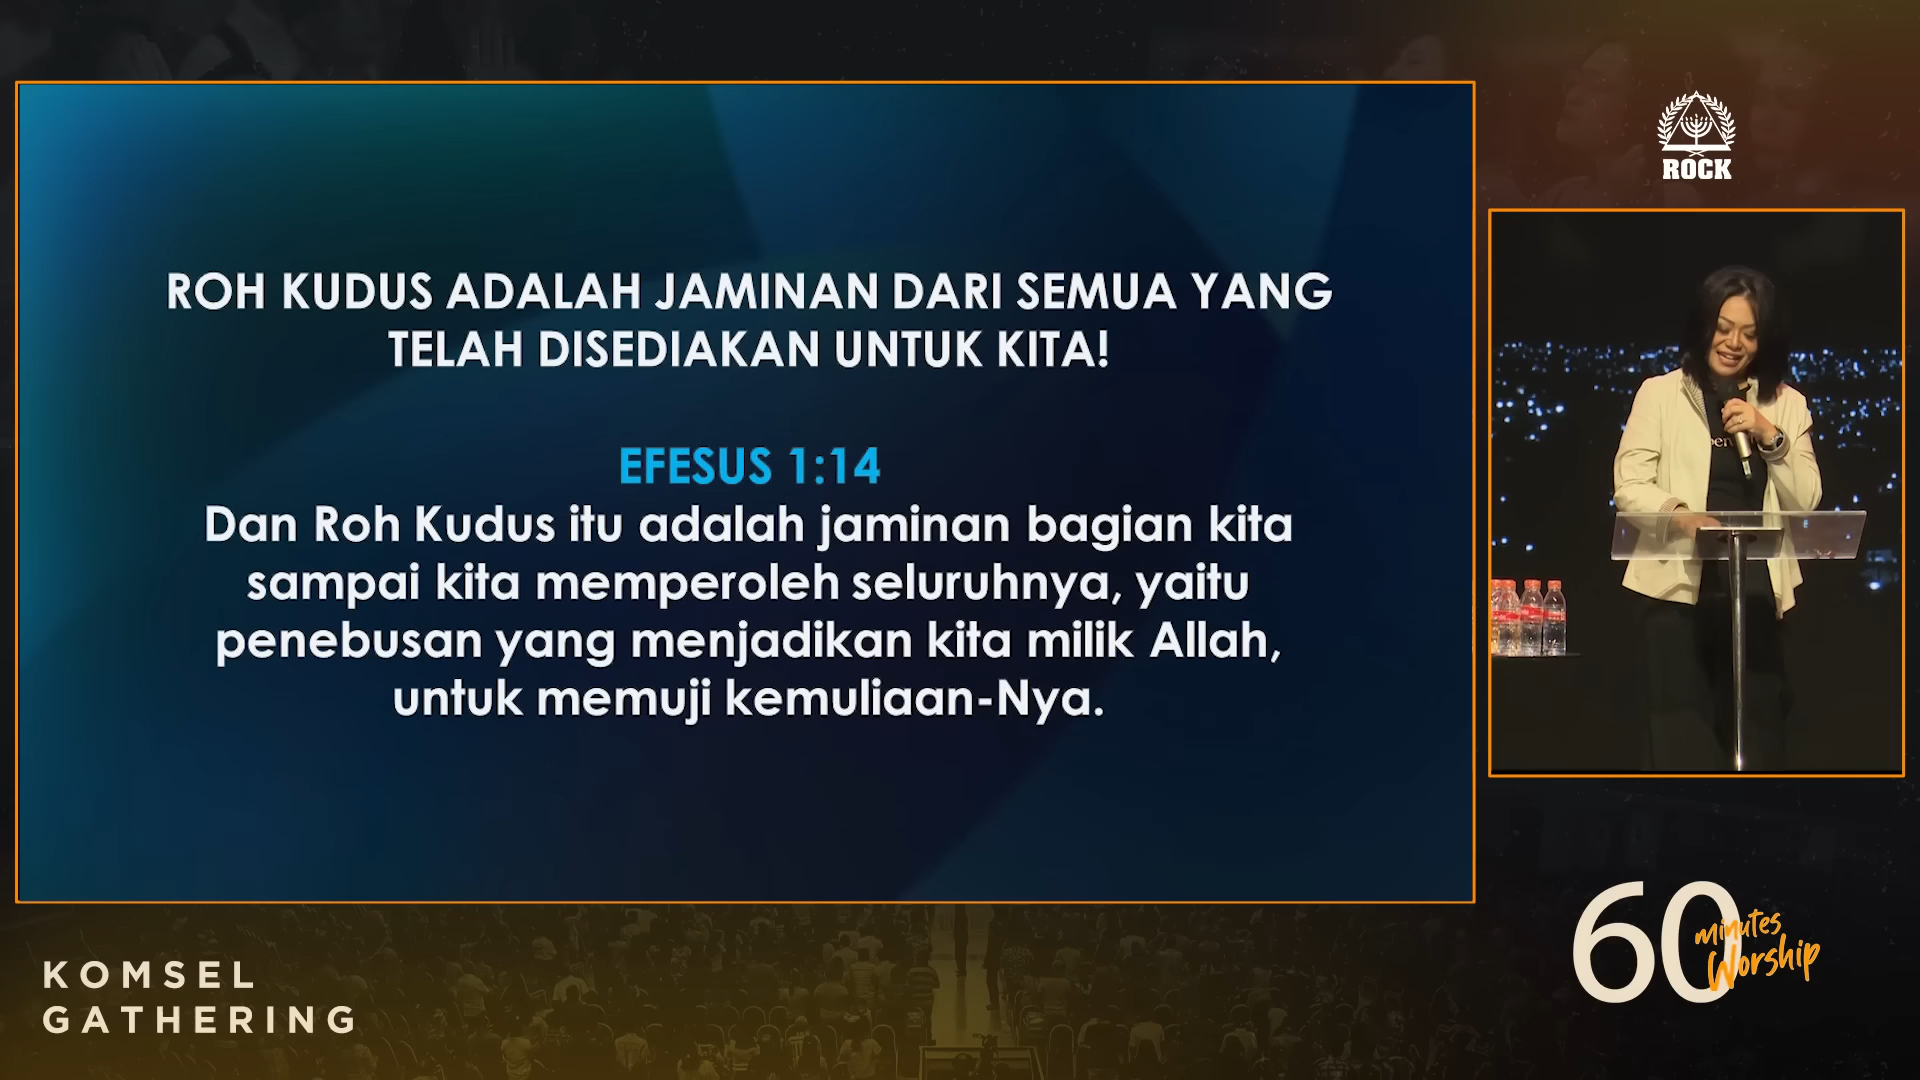 ROH KUDUS ADALAH JAMINAN DARI SEMUA YANG
TELAH DISEDIAKAN UNTUK KITA!
EFESUS 1:14
Dan Roh Kudus itu adalah jaminan bagian kita
sampai kita memperoleh seluruhnya, yaitu
penebusan yang menjadikan kita milik Allah,
untuk memuji kemuliaan-Nya.
ROCK
KOMSEL
GATHERING
60
minutes
Worship